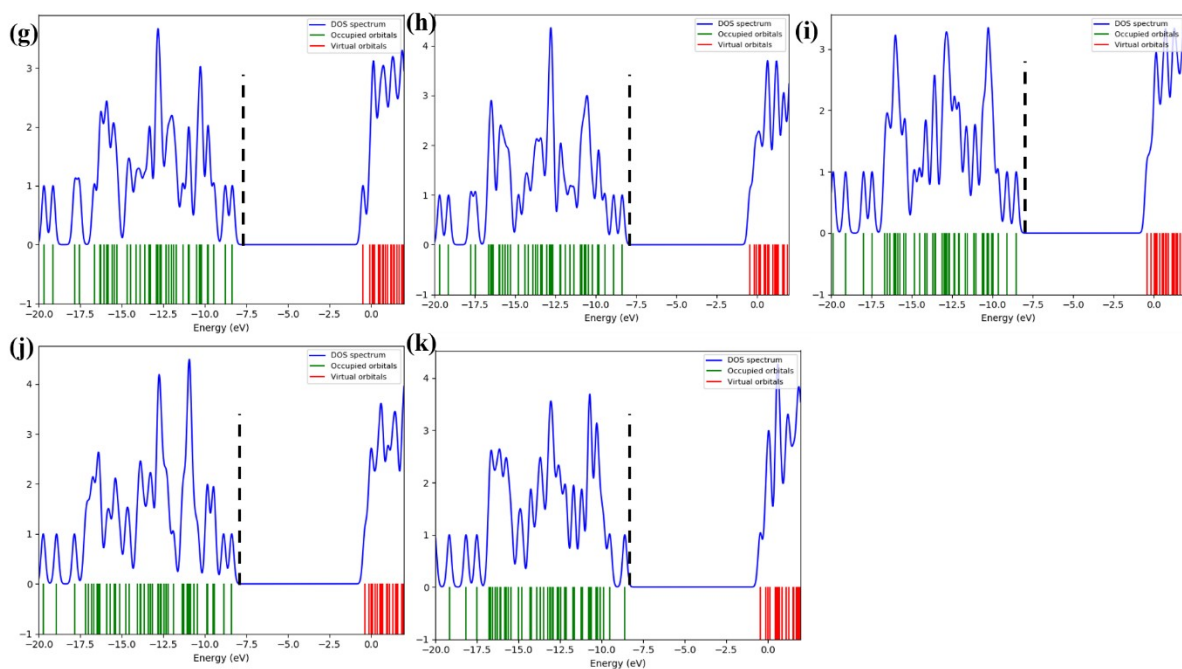 (g)
DOS spectrum
Occupied orbitals
Virtual orbitals
3
2
1
0
−1
−20.0 −17.5 −15.0 −12.5 −10.0 −7.5 −5.0 −2.5 0.0
Energy (eV)
(h)
DOS spectrum
Occupied orbitals
Virtual orbitals
4
3
2
1
0
−1
−20.0 −17.5 −15.0 −12.5 −10.0 −7.5 −5.0 −2.5 0.0
Energy (eV)
(i)
DOS spectrum
Occupied orbitals
Virtual orbitals
3
2
1
0
−1
−20.0 −17.5 −15.0 −12.5 −10.0 −7.5 −5.0 −2.5 0.0
Energy (eV)
(j)
DOS spectrum
Occupied orbitals
Virtual orbitals
4
3
2
1
0
−1
−20.0 −17.5 −15.0 −12.5 −10.0 −7.5 −5.0 −2.5 0.0
Energy (eV)
(k)
DOS spectrum
Occupied orbitals
Virtual orbitals
4
3
2
1
0
−1
−20.0 −17.5 −15.0 −12.5 −10.0 −7.5 −5.0 −2.5 0.0
Energy (eV)